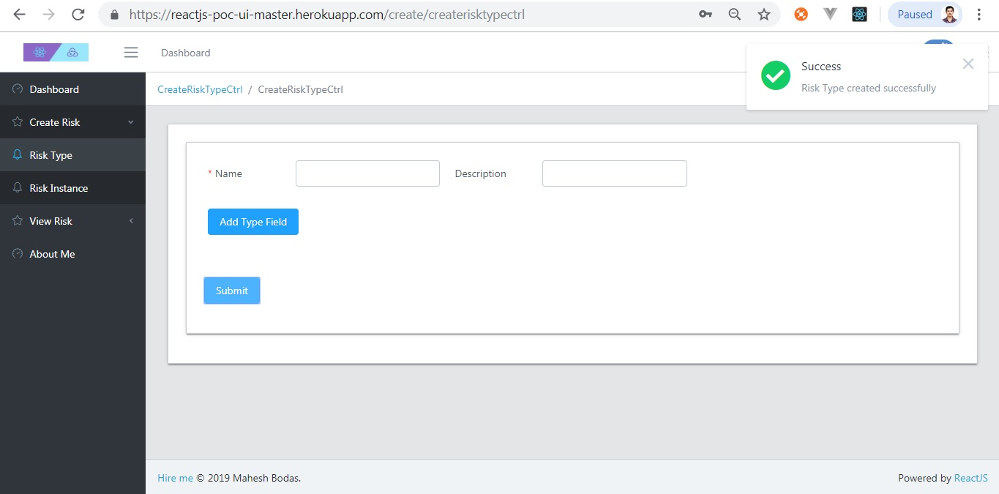 https://reactjs-poc-ui-master.herokuapp.com/create/createrisktypectrl
Paused
Dashboard
Success
Risk Type created successfully
Dashboard
Create Risk
Risk Type
Risk Instance
View Risk
About Me
CreateRiskTypeCtrl / CreateRiskTypeCtrl
* Name
Description
Add Type Field
Submit
Hire me © 2019 Mahesh Bodas.
Powered by ReactJS